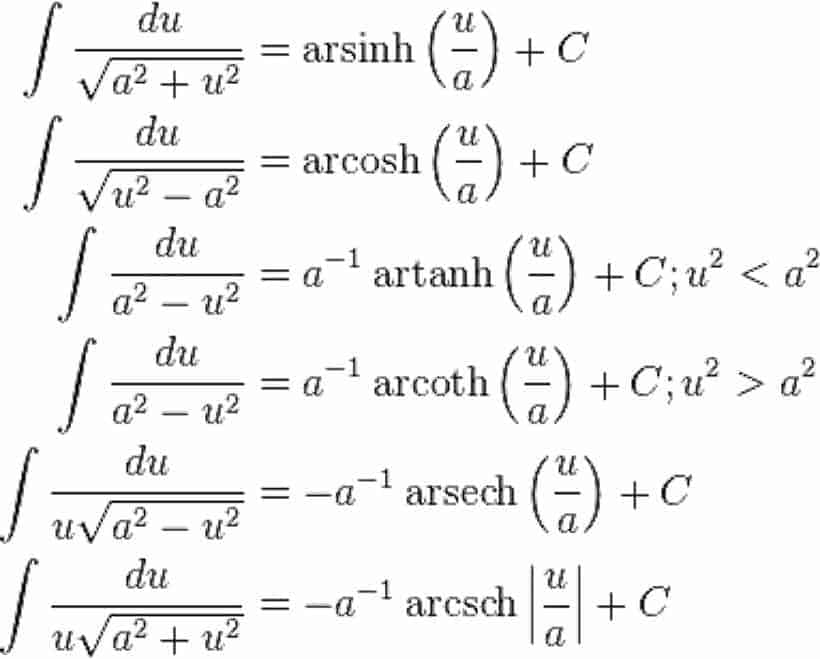 ∫ du / √(a² + u²) = arsinh (u/a) + C
∫ du / √(u² − a²) = arcosh (u/a) + C
∫ du / (a² − u²) = a⁻¹ artanh (u/a) + C; u² < a²
∫ du / (a² − u²) = a⁻¹ arcoth (u/a) + C; u² > a²
∫ du / (u√(a² − u²)) = −a⁻¹ arsech (u/a) + C
∫ du / (u√(a² + u²)) = −a⁻¹ arcsch |u/a| + C